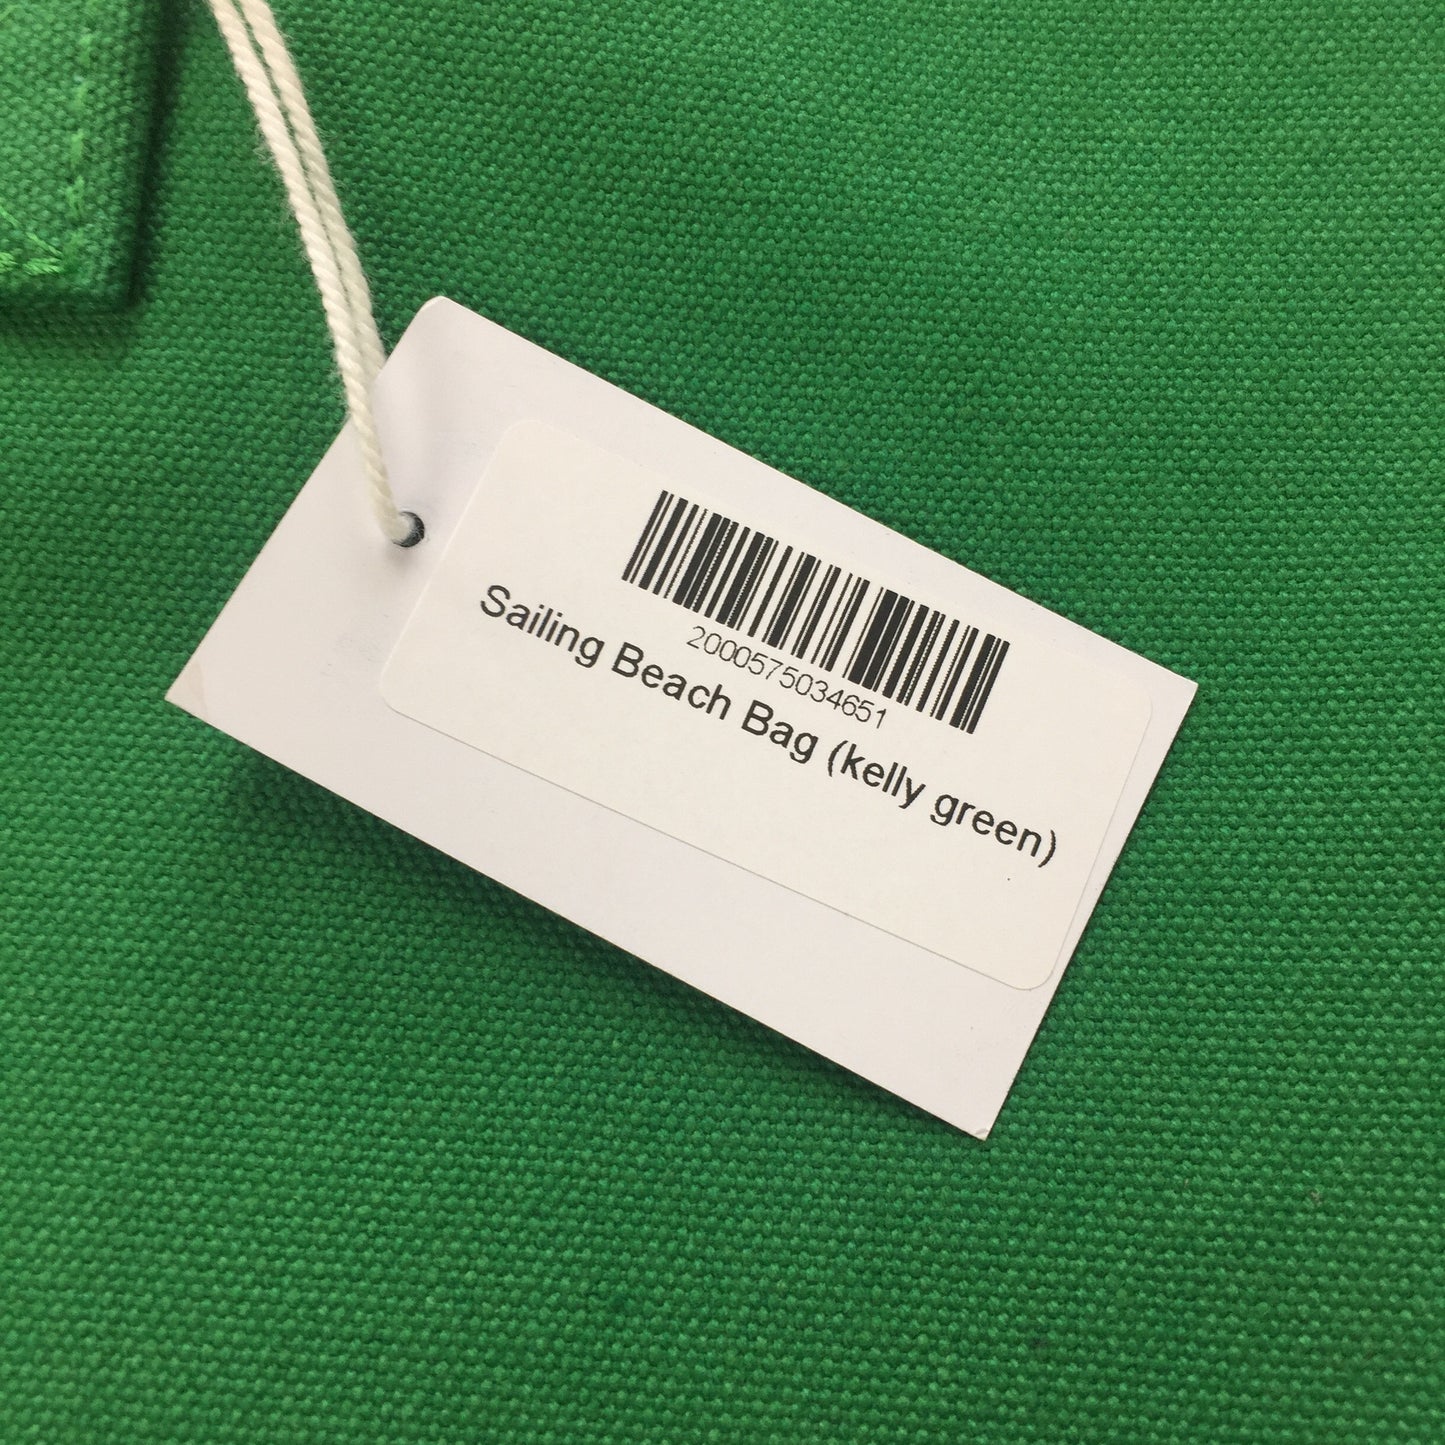 2000575034651
Sailing Beach Bag (kelly green)